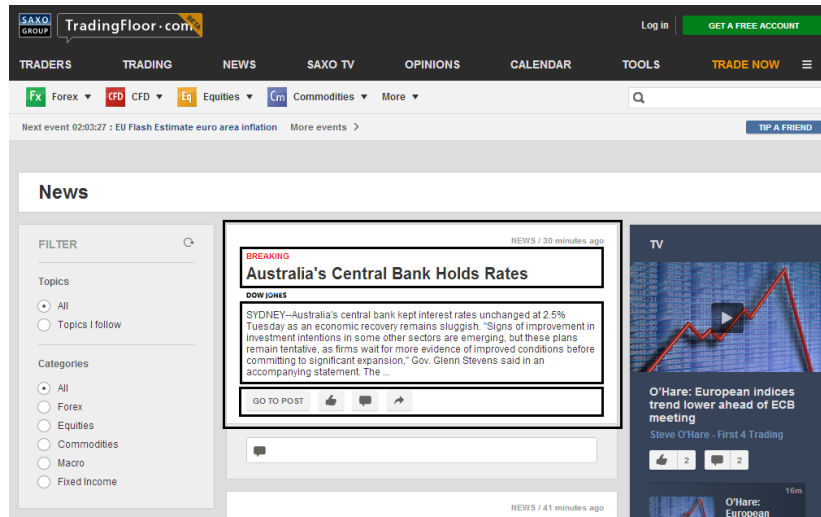 SAXO GROUP TradingFloor·com BETA
Log in GET A FREE ACCOUNT
TRADERS TRADING NEWS SAXO TV OPINIONS CALENDAR TOOLS TRADE NOW
Fx Forex CFD CFD Eq Equities Cm Commodities More
Next event 02:03:27 : EU Flash Estimate euro area inflation More events TIP A FRIEND
News
FILTER
Topics
All
Topics I follow
Categories
All
Forex
Equities
Commodities
Macro
Fixed Income
NEWS / 30 minutes ago
BREAKING
Australia's Central Bank Holds Rates
DOW JONES
SYDNEY--Australia's central bank kept interest rates unchanged at 2.5%
Tuesday as an economic recovery remains sluggish. "Signs of improvement in
investment intentions in some other sectors are emerging, but these plans
remain tentative, as firms wait for more evidence of improved conditions before
committing to significant expansion," Gov. Glenn Stevens said in an
accompanying statement. The ...
GO TO POST
NEWS / 41 minutes ago
TV
O'Hare: European indices
trend lower ahead of ECB
meeting
Steve O'Hare - First 4 Trading
2 2
16m
O'Hare:
European